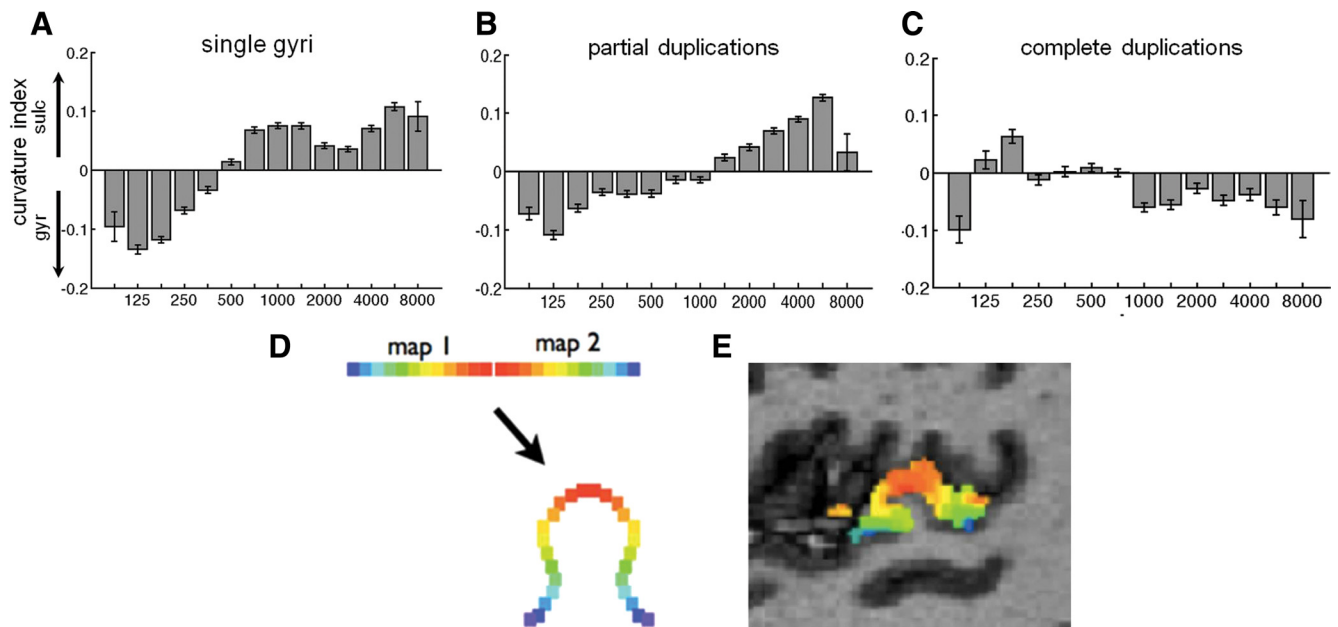 A
single gyri
0.2
0.1
0
-0.1
-0.2
curvature index
sulc
gyr
125 250 500 1000 2000 4000 8000
B
partial duplications
0.2
0.1
0
-0.1
-0.2
125 250 500 1000 2000 4000 8000
C
complete duplications
0.2
0.1
0
-0.1
-0.2
125 250 500 1000 2000 4000 8000
D
map 1 map 2
E